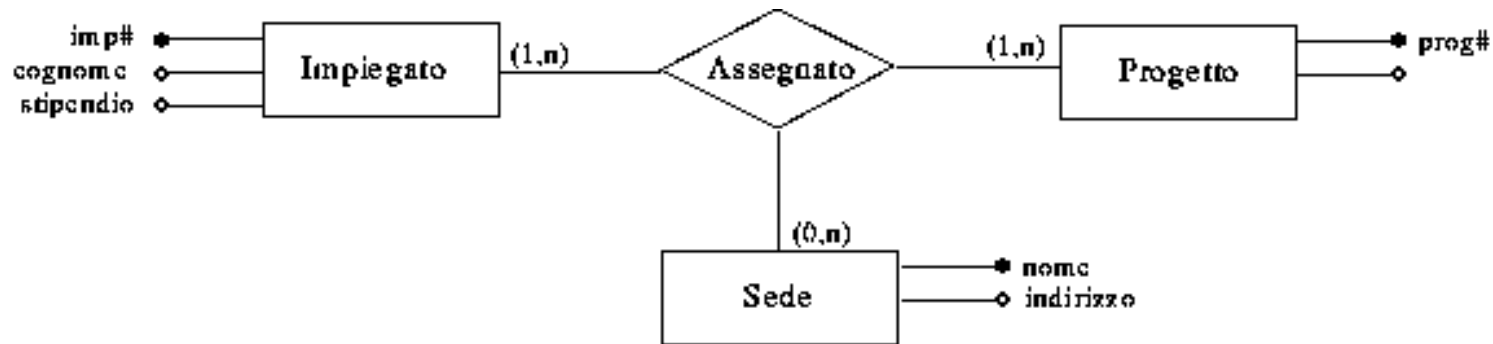 imp#
cognome
stipendio
Impiegato
(1,n)
Assegnato
(1,n)
Progetto
prog#
(0,n)
Sede
nome
indirizzo